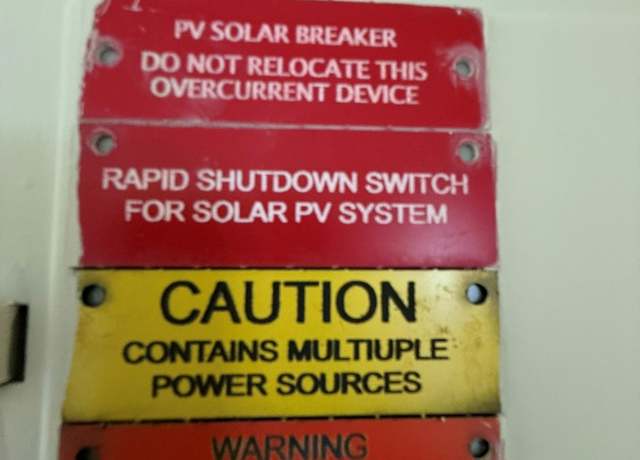 PV SOLAR BREAKER
DO NOT RELOCATE THIS
OVERCURRENT DEVICE
RAPID SHUTDOWN SWITCH
FOR SOLAR PV SYSTEM
CAUTION
CONTAINS MULTIUPLE
POWER SOURCES
WARNING